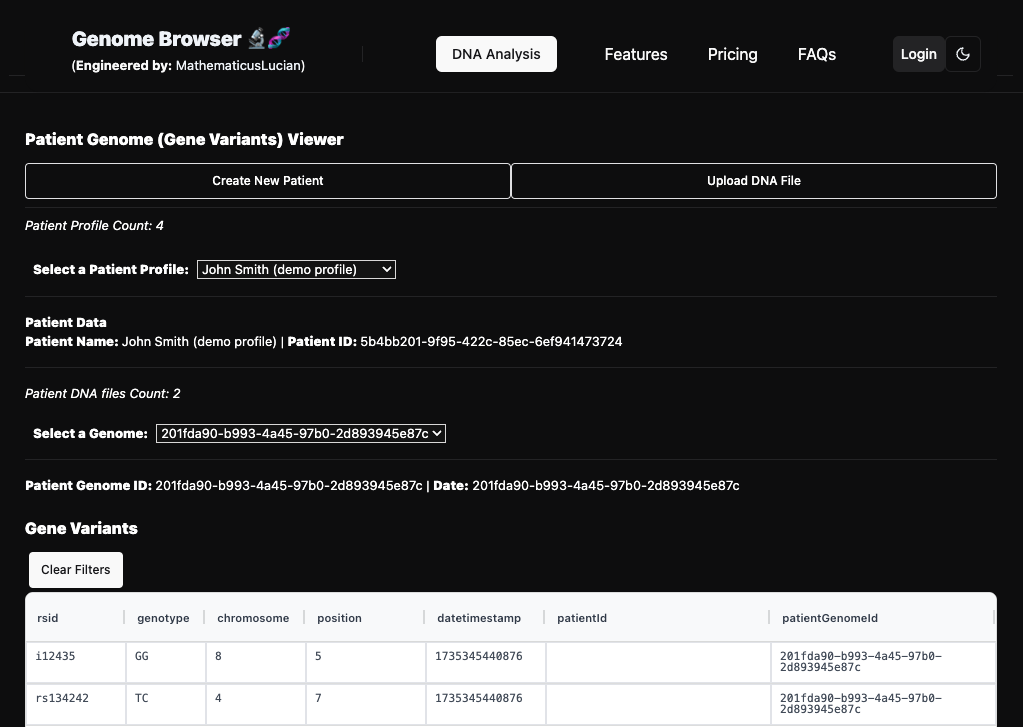 Genome Browser 🔬🧬
(Engineered by: MathematicusLucian)
DNA Analysis
Features
Pricing
FAQs
Login
Patient Genome (Gene Variants) Viewer
Create New Patient
Upload DNA File
Patient Profile Count: 4
Select a Patient Profile: John Smith (demo profile)
Patient Data
Patient Name: John Smith (demo profile) | Patient ID: 5b4bb201-9f95-422c-85ec-6ef941473724
Patient DNA files Count: 2
Select a Genome: 201fda90-b993-4a45-97b0-2d893945e87c
Patient Genome ID: 201fda90-b993-4a45-97b0-2d893945e87c | Date: 201fda90-b993-4a45-97b0-2d893945e87c
Gene Variants
Clear Filters
rsid genotype chromosome position datetimestamp patientId patientGenomeId
i12435 GG 8 5 1735345440876 201fda90-b993-4a45-97b0-
2d893945e87c
rs134242 TC 4 7 1735345440876 201fda90-b993-4a45-97b0-
2d893945e87c